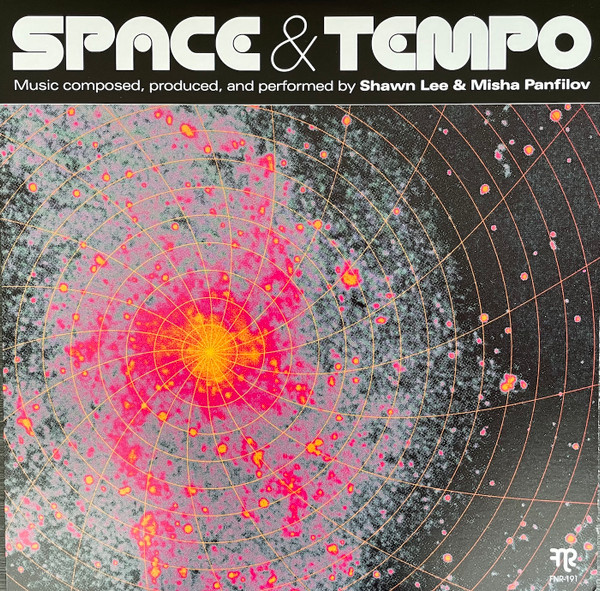 SPACE & TEMPO
Music composed, produced, and performed by Shawn Lee & Misha Panfilov
FNR-191